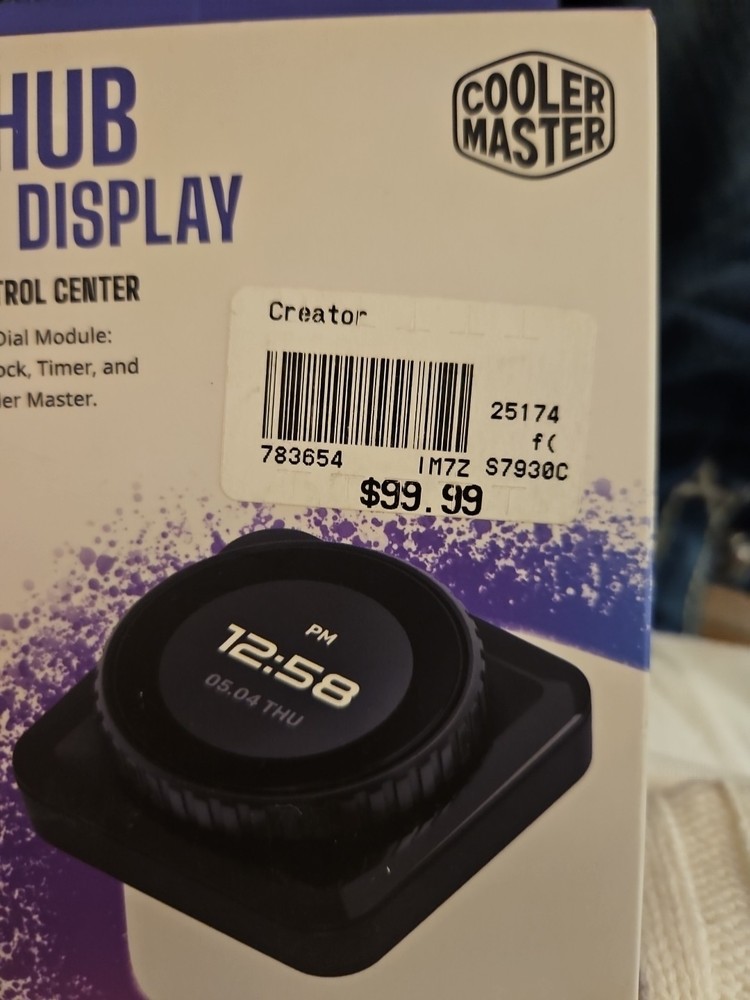 HUB
DISPLAY
COOLER
MASTER
TROL CENTER
Dial Module:
ock, Timer, and
ler Master.
Creator
25174
f(
783654 IM7Z S7930C
$99.99
PM
12:58
05.04 THU